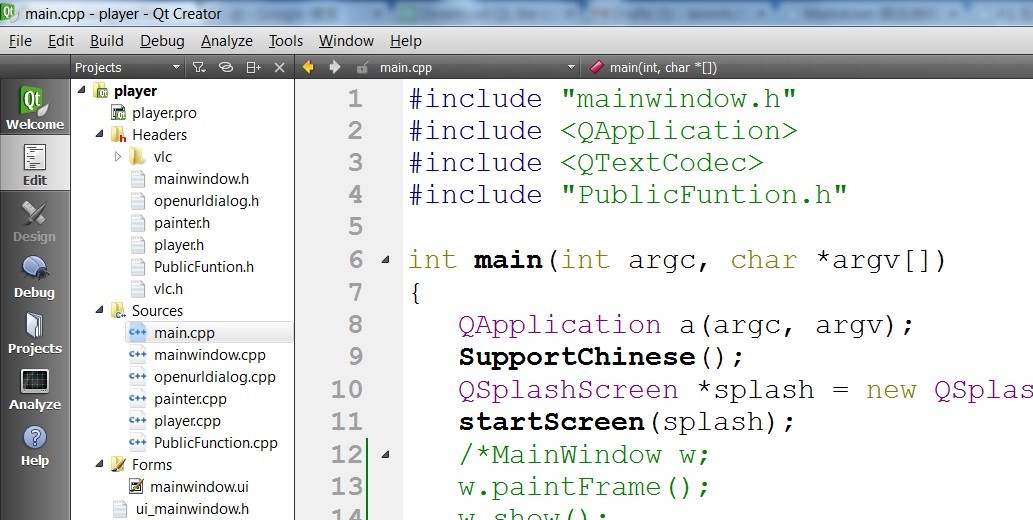 main.cpp - player - Qt Creator
File Edit Build Debug Analyze Tools Window Help
Projects main.cpp main(int, char *[])
Welcome
Edit
Design
Debug
Projects
Analyze
Help
player
player.pro
Headers
vlc
mainwindow.h
openurldialog.h
painter.h
player.h
PublicFuntion.h
vlc.h
Sources
main.cpp
mainwindow.cpp
openurldialog.cpp
painter.cpp
player.cpp
PublicFunction.cpp
Forms
mainwindow.ui
ui_mainwindow.h
1 #include "mainwindow.h"
2 #include <QApplication>
3 #include <QTextCodec>
4 #include "PublicFuntion.h"
5
6 int main(int argc, char *argv[])
7 {
8 QApplication a(argc, argv);
9 SupportChinese();
10 QSplashScreen *splash = new QSplas
11 startScreen(splash);
12 /*MainWindow w;
13 w.paintFrame();
14 w.show();